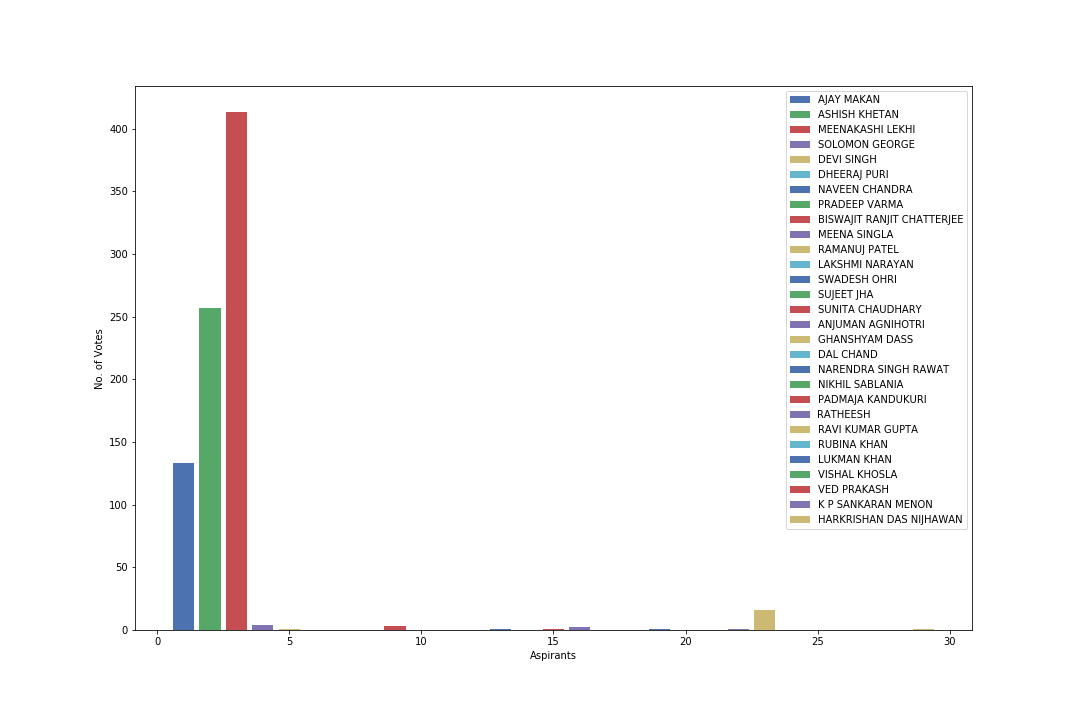 400
350
300
250
200
150
100
50
0
No. of Votes
0 5 10 15 20 25 30
Aspirants
AJAY MAKAN
ASHISH KHETAN
MEENAKASHI LEKHI
SOLOMON GEORGE
DEVI SINGH
DHEERAJ PURI
NAVEEN CHANDRA
PRADEEP VARMA
BISWAJIT RANJIT CHATTERJEE
MEENA SINGLA
RAMANUJ PATEL
LAKSHMI NARAYAN
SWADESH OHRI
SUJEET JHA
SUNITA CHAUDHARY
ANJUMAN AGNIHOTRI
GHANSHYAM DASS
DAL CHAND
NARENDRA SINGH RAWAT
NIKHIL SABLANIA
PADMAJA KANDUKURI
RATHEESH
RAVI KUMAR GUPTA
RUBINA KHAN
LUKMAN KHAN
VISHAL KHOSLA
VED PRAKASH
K P SANKARAN MENON
HARKRISHAN DAS NIJHAWAN